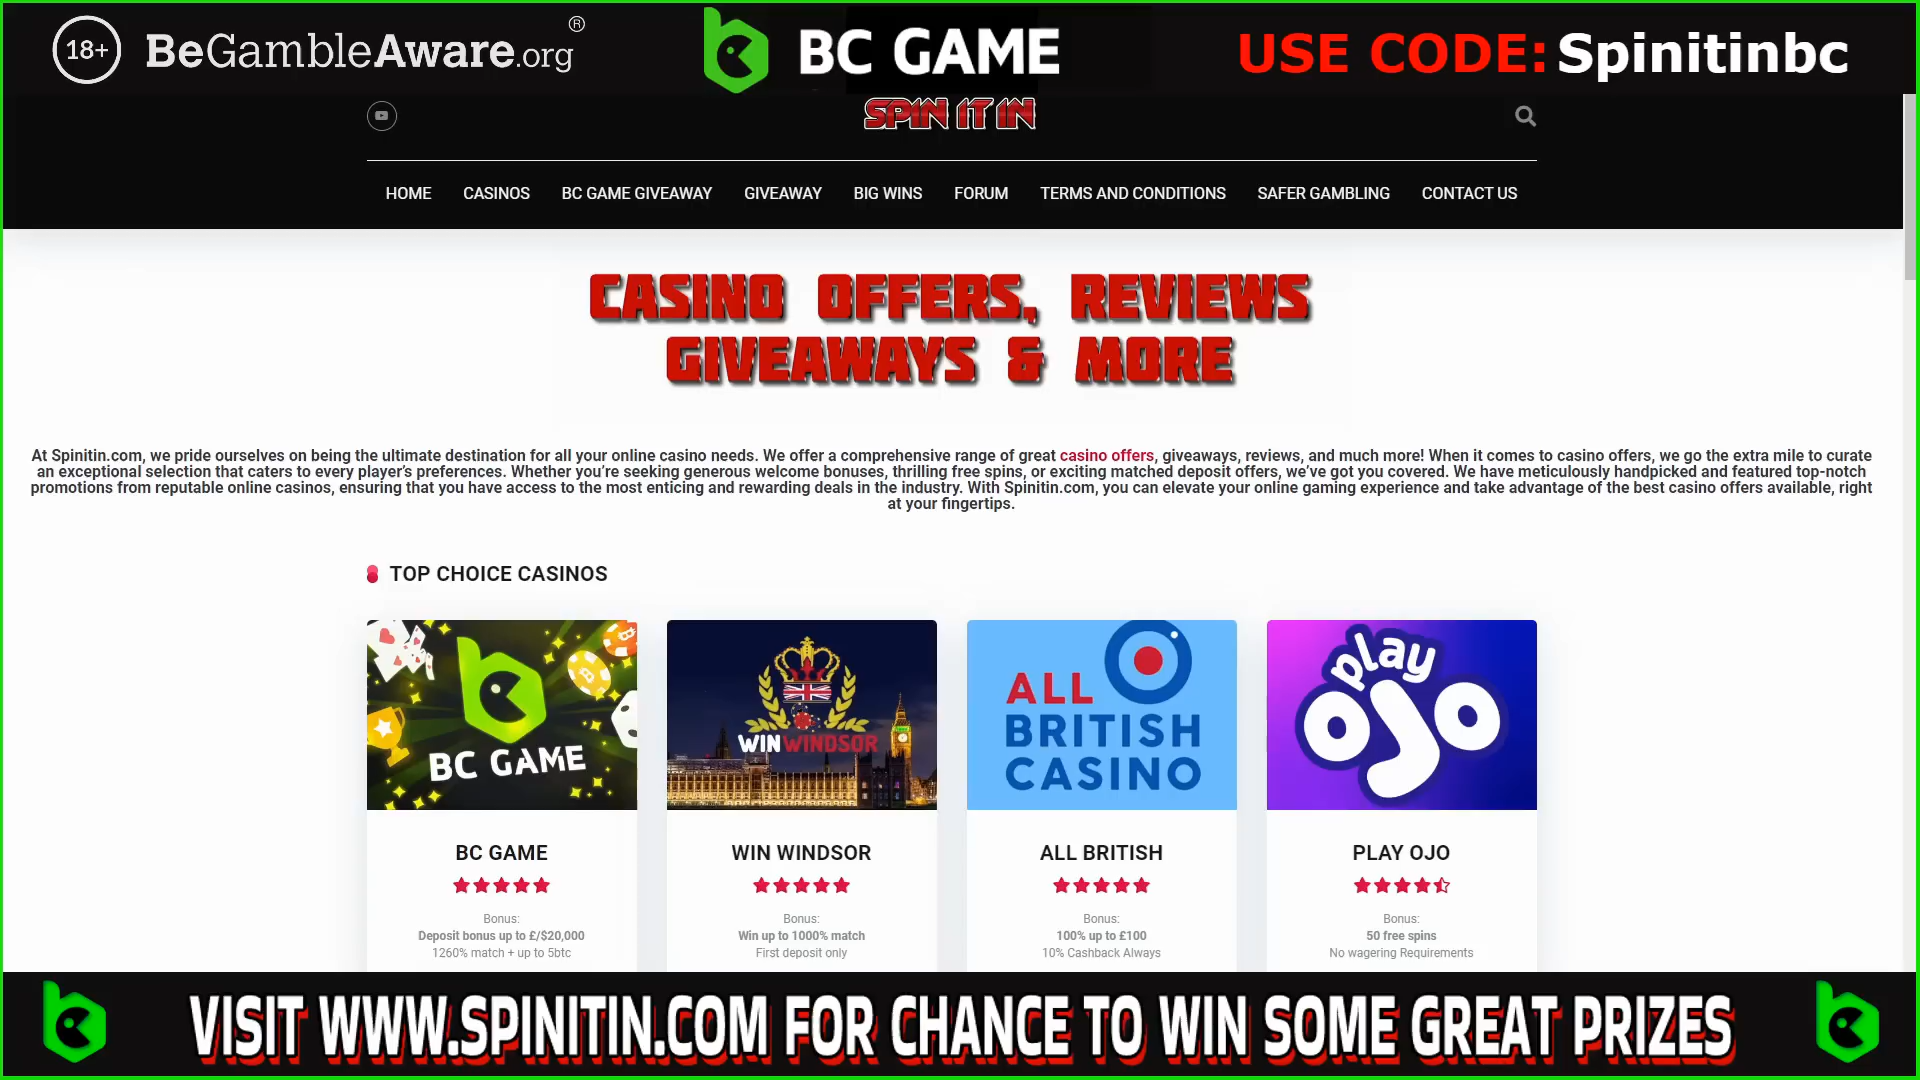 18+ BeGambleAware.org®
BC GAME
USE CODE: Spinitinbc
SPIN IT IN
HOME CASINOS BC GAME GIVEAWAY GIVEAWAY BIG WINS FORUM TERMS AND CONDITIONS SAFER GAMBLING CONTACT US
CASINO OFFERS, REVIEWS
GIVEAWAYS & MORE
At Spinitin.com, we pride ourselves on being the ultimate destination for all your online casino needs. We offer a comprehensive range of great casino offers, giveaways, reviews, and much more! When it comes to casino offers, we go the extra mile to curate
an exceptional selection that caters to every player’s preferences. Whether you’re seeking generous welcome bonuses, thrilling free spins, or exciting matched deposit offers, we’ve got you covered. We have meticulously handpicked and featured top-notch
promotions from reputable online casinos, ensuring that you have access to the most enticing and rewarding deals in the industry. With Spinitin.com, you can elevate your online gaming experience and take advantage of the best casino offers available, right
at your fingertips.
TOP CHOICE CASINOS
BC GAME
BC GAME
Bonus:
Deposit bonus up to £/$20,000
1260% match + up to 5btc
WINWINDSOR
WIN WINDSOR
Bonus:
Win up to 1000% match
First deposit only
ALL
BRITISH
CASINO
ALL BRITISH
Bonus:
100% up to £100
10% Cashback Always
play
OJO
PLAY OJO
Bonus:
50 free spins
No wagering Requirements
VISIT WWW.SPINITIN.COM FOR CHANCE TO WIN SOME GREAT PRIZES